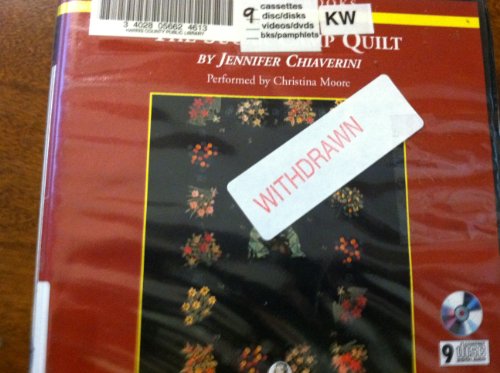 3 4028 05662 4613
HARRIS COUNTY PUBLIC LIBRARY
9 cassettes
disc/disks
videos/dvds
bks/pamphlets
KW
QUILT
BY JENNIFER CHIAVERINI
Performed by Christina Moore
WITHDRAWN
9